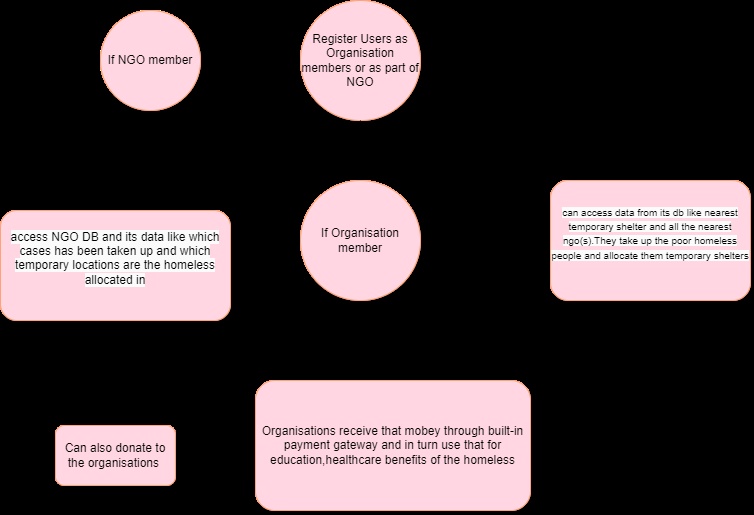 If NGO member
Register Users as
Organisation
members or as part of
NGO
access NGO DB and its data like which
cases has been taken up and which
temporary locations are the homeless
allocated in
If Organisation
member
can access data from its db like nearest
temporary shelter and all the nearest
ngo(s).They take up the poor homeless
people and allocate them temporary shelters
Can also donate to
the organisations
Organisations receive that mobey through built-in
payment gateway and in turn use that for
education,healthcare benefits of the homeless